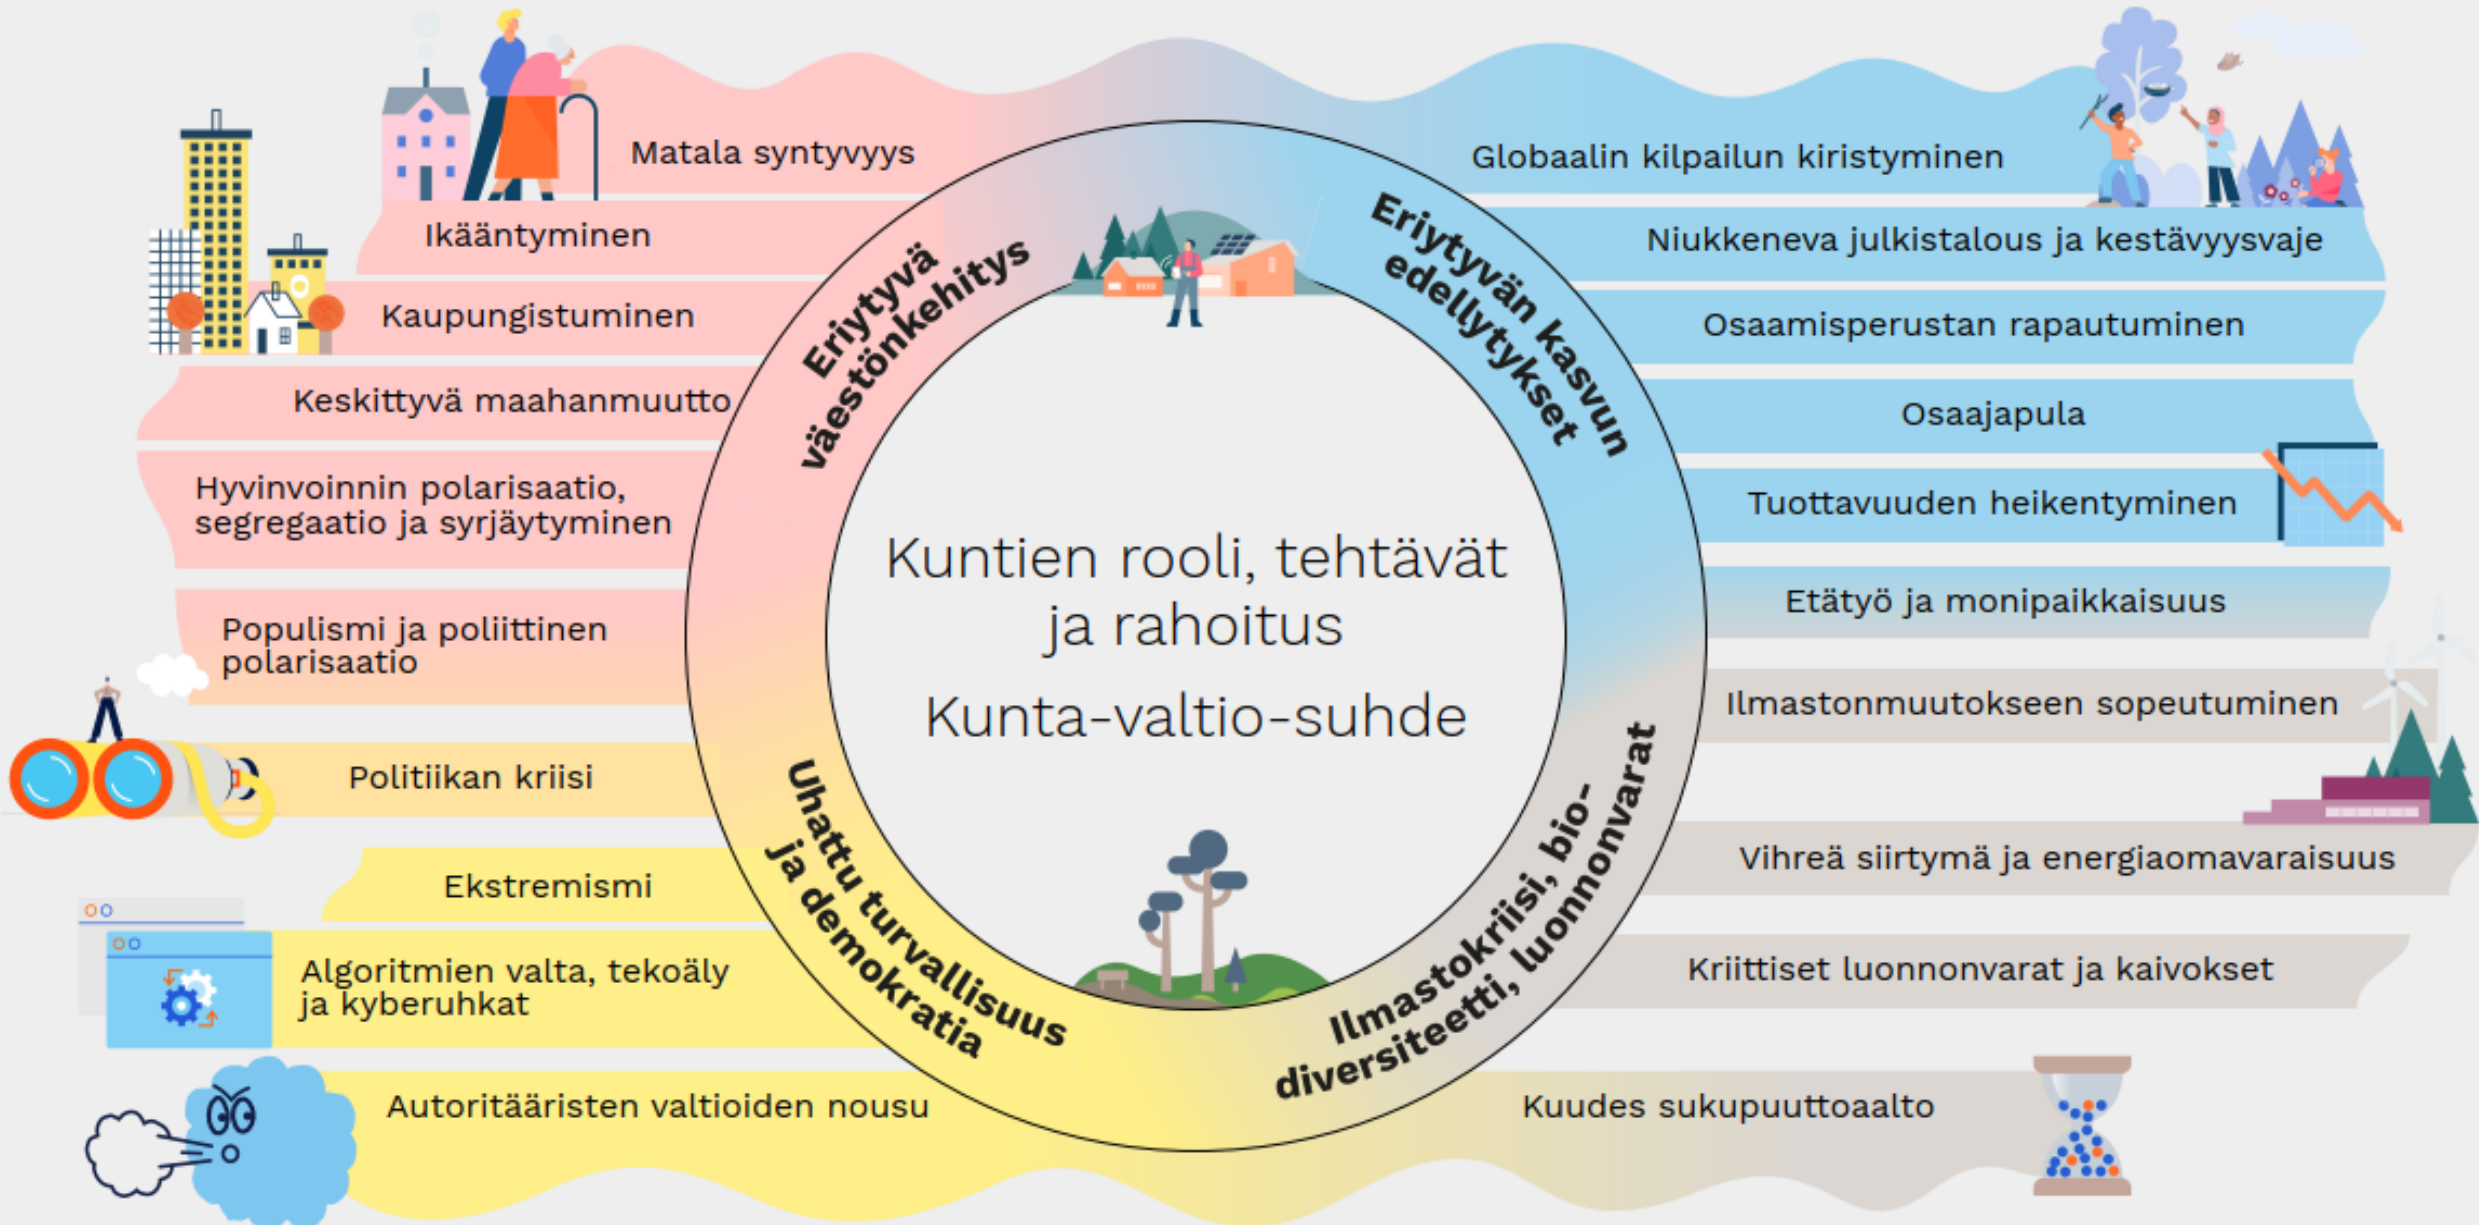 Matala syntyvyys
Ikääntyminen
Kaupungistuminen
Keskittyvä maahanmuutto
Hyvinvoinnin polarisaatio,
segregaatio ja syrjäytyminen
Populismi ja poliittinen
polarisaatio
Politiikan kriisi
Ekstremismi
Algoritmien valta, tekoäly
ja kyberuhkat
Autoritääristen valtioiden nousu
Eriytyvä
väestönkehitys
Eriytyvän kasvun
edellytykset
Kuntien rooli, tehtävät
ja rahoitus
Kunta-valtio-suhde
Uhattu turvallisuus
ja demokratia
Ilmastokriisi, bio-
diversiteetti, luonnonvarat
Globaalin kilpailun kiristyminen
Niukkeneva julkistalous ja kestävyysvaje
Osaamisperustan rapautuminen
Osaajapula
Tuottavuuden heikentyminen
Etätyö ja monipaikkaisuus
Ilmastonmuutokseen sopeutuminen
Vihreä siirtymä ja energiaomavaraisuus
Kriittiset luonnonvarat ja kaivokset
Kuudes sukupuuttoaalto